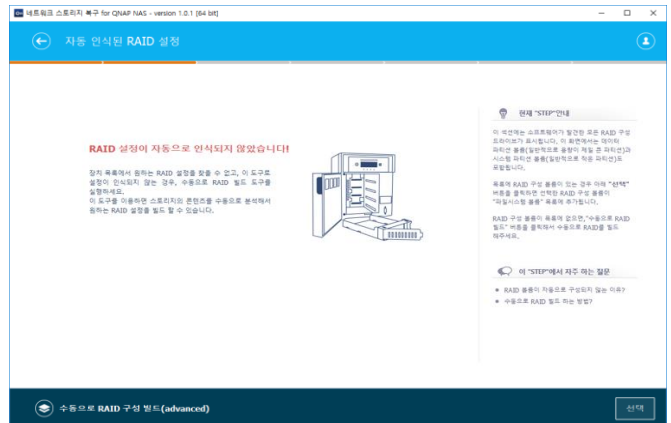 네트워크 스토리지 복구 for QNAP NAS - version 1.0.1 [64 bit]
자동 인식된 RAID 설정
RAID 설정이 자동으로 인식되지 않았습니다!
장치 목록에서 원하는 RAID 설정을 찾을 수 없고, 이 도구로
설정이 인식되지 않는 경우, 수동으로 RAID 빌드 도구를
실행하세요.
이 도구를 이용하면 스토리지의 콘텐츠를 수동으로 분석해서
원하는 RAID 설정을 빌드 할 수 있습니다.
현재 "STEP"안내
이 섹션에는 소프트웨어가 발견한 모든 RAID 구성
드라이브가 표시됩니다, 이 화면에서는 데이터
파티션 볼륨(일반적으로 용량이 제일 큰 파티션)과
시스템 파티션 볼륨(일반적으로 작은 파티션)도
포함됩니다.
목록에 RAID 구성 볼륨이 있는 경우 아래 "선택"
버튼을 클릭하면 선택한 RAID 구성 볼륨이
"파일시스템 볼륨" 목록에 추가됩니다.
RAID 구성 볼륨이 목록에 없으면,"수동으로 RAID
빌드" 버튼을 클릭해서 수동으로 RAID를 빌드
해주세요.
이 "STEP"에서 자주 하는 질문
RAID 볼륨이 자동으로 구성되지 않는 이유?
수동으로 RAID 빌드 하는 방법?
수동으로 RAID 구성 빌드(advanced)
선택